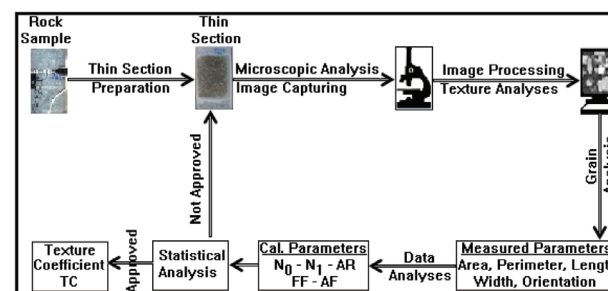 Rock
Sample
Thin
Section
Thin Section
Preparation
Microscopic Analysis
Image Capturing
Image Processing
Texture Analyses
Grain
Not Approved
Approved
Texture
Coefficient
TC
Statistical
Analysis
Cal. Parameters
N0 - N1 - AR
FF - AF
Data
Analyses
Measured Parameters
Area, Perimeter, Lengt
Width, Orientation